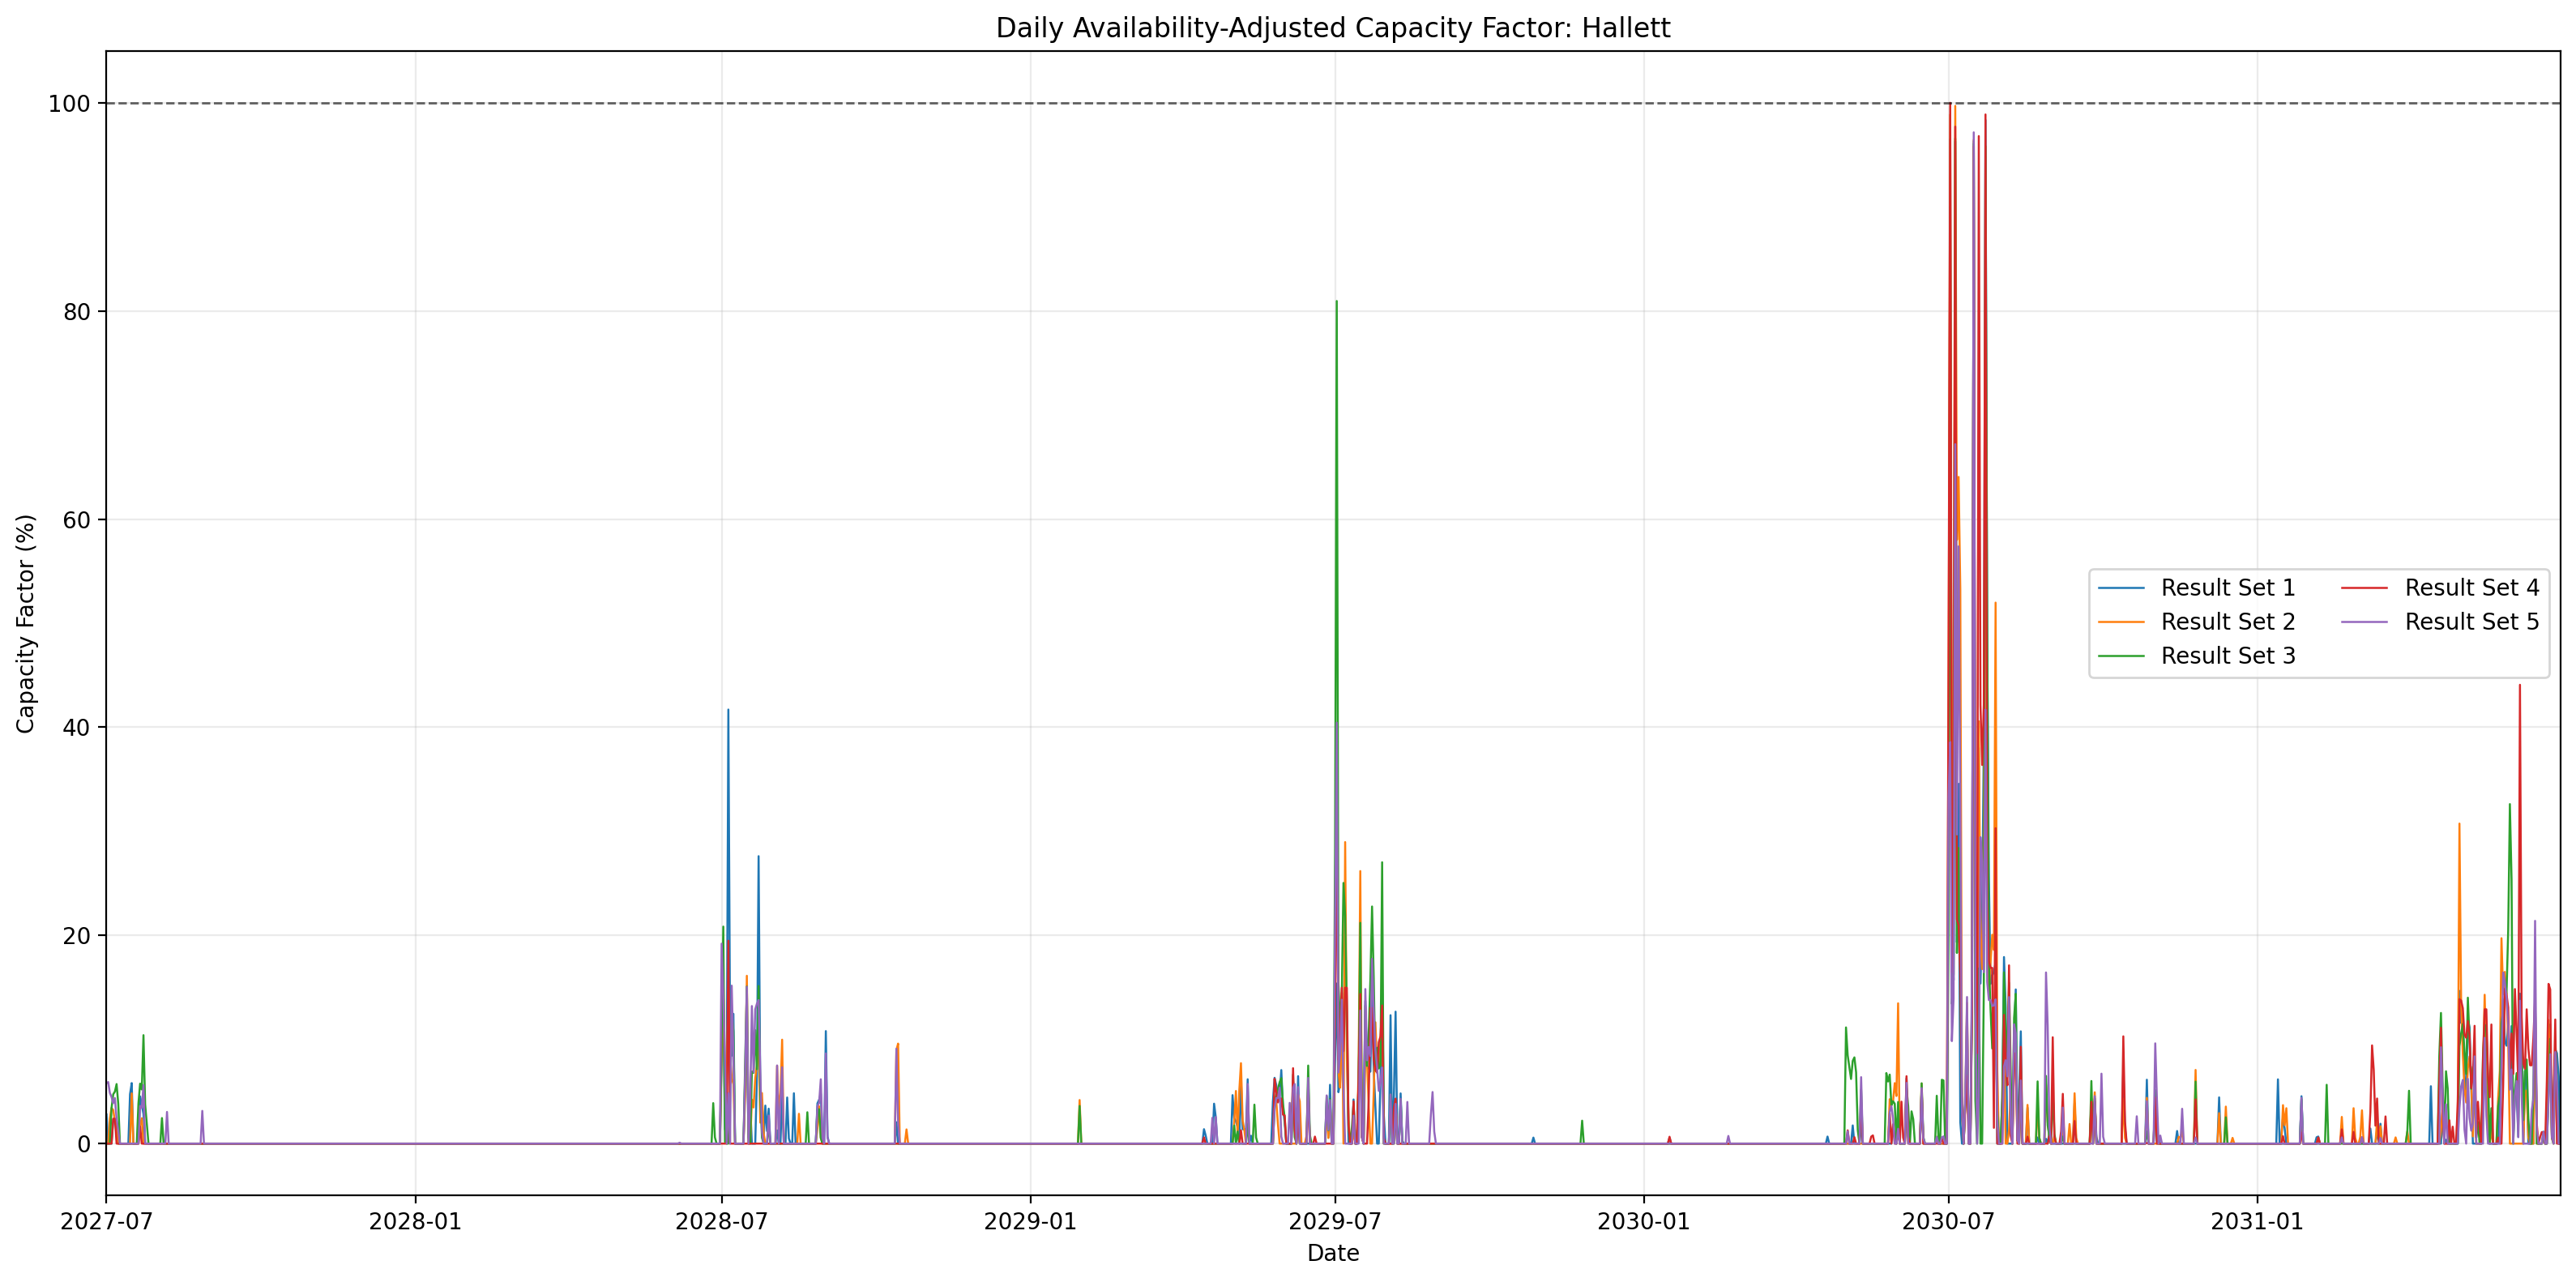 Daily Availability-Adjusted Capacity Factor: Hallett
Capacity Factor (%)
100
80
60
40
20
0
Result Set 1
Result Set 2
Result Set 3
Result Set 4
Result Set 5
2027-07
2028-01
2028-07
2029-01
2029-07
2030-01
2030-07
2031-01
Date